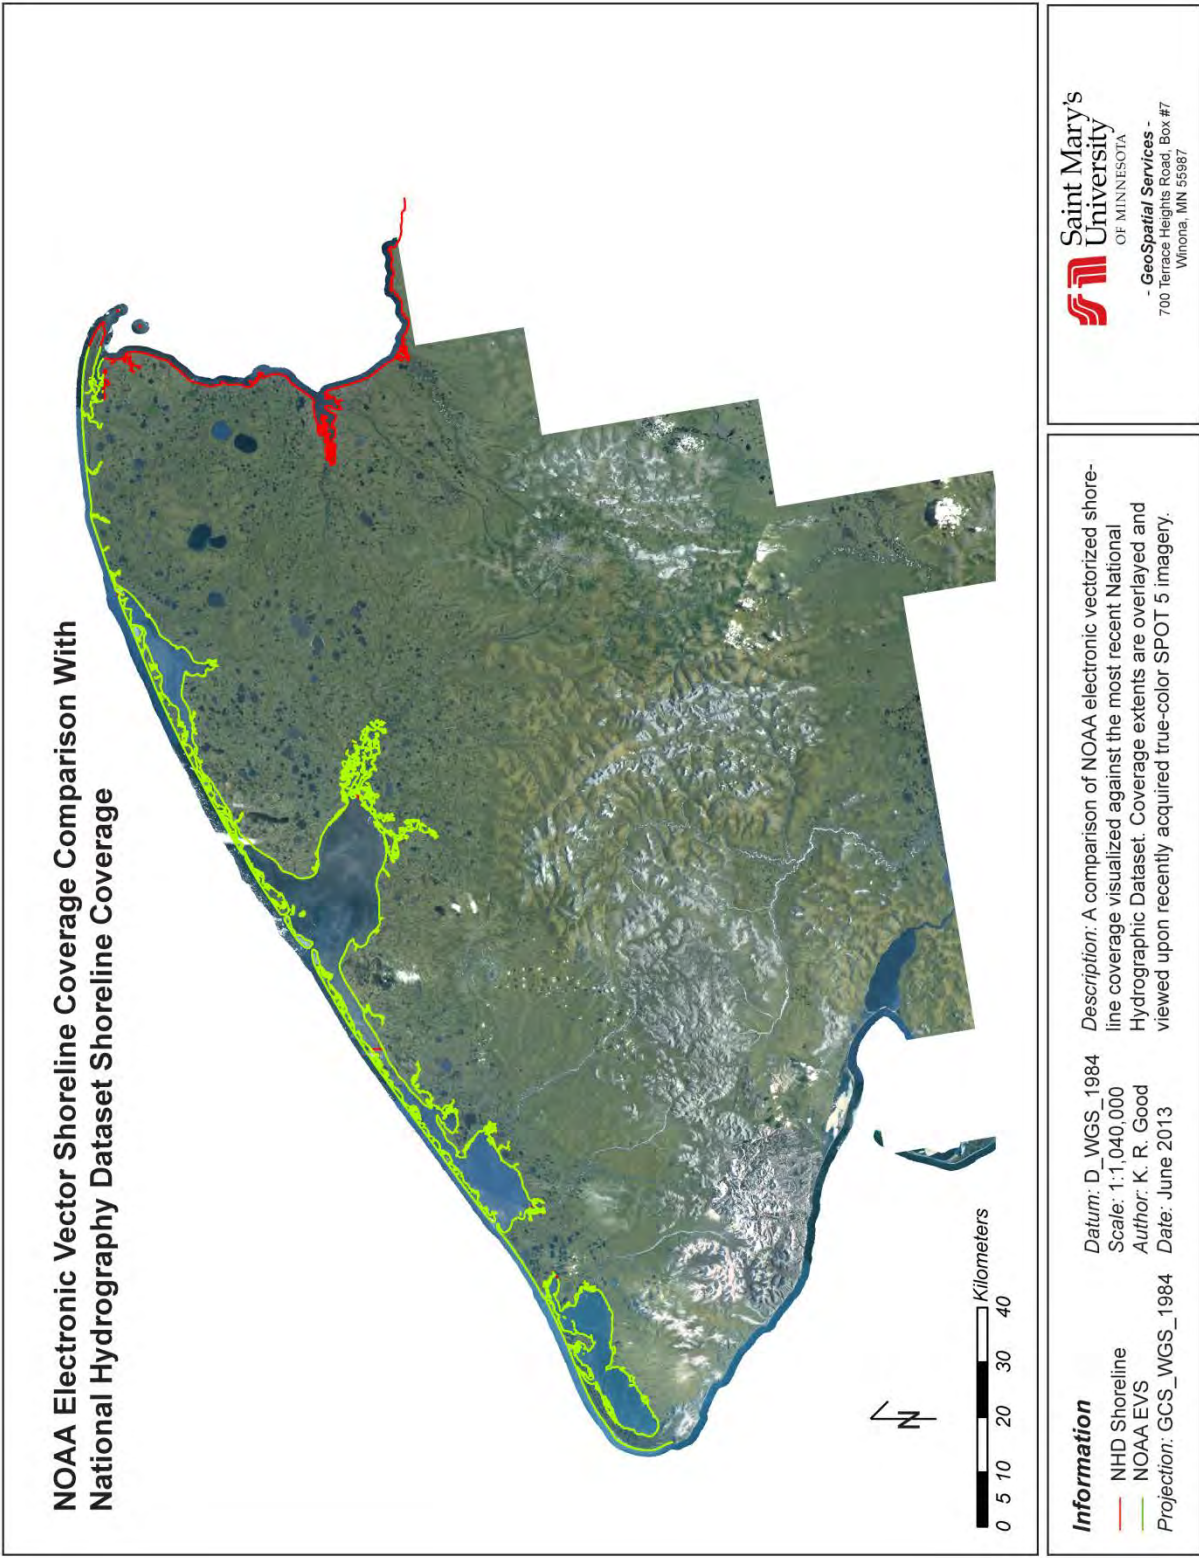 NOAA Electronic Vector Shoreline Coverage Comparison With
National Hydrography Dataset Shoreline Coverage
N
Kilometers
0 5 10 20 30 40
Information
NHD Shoreline
NOAA EVS
Projection: GCS_WGS_1984
Datum: D_WGS_1984
Scale: 1:1,040,000
Author: K. R. Good
Date: June 2013
Description: A comparison of NOAA electronic vectorized shore-
line coverage visualized against the most recent National
Hydrographic Dataset. Coverage extents are overlayed and
viewed upon recently acquired true-color SPOT 5 imagery.
Saint Mary's
University
OF MINNESOTA
- GeoSpatial Services -
700 Terrace Heights Road, Box #7
Winona, MN 55987